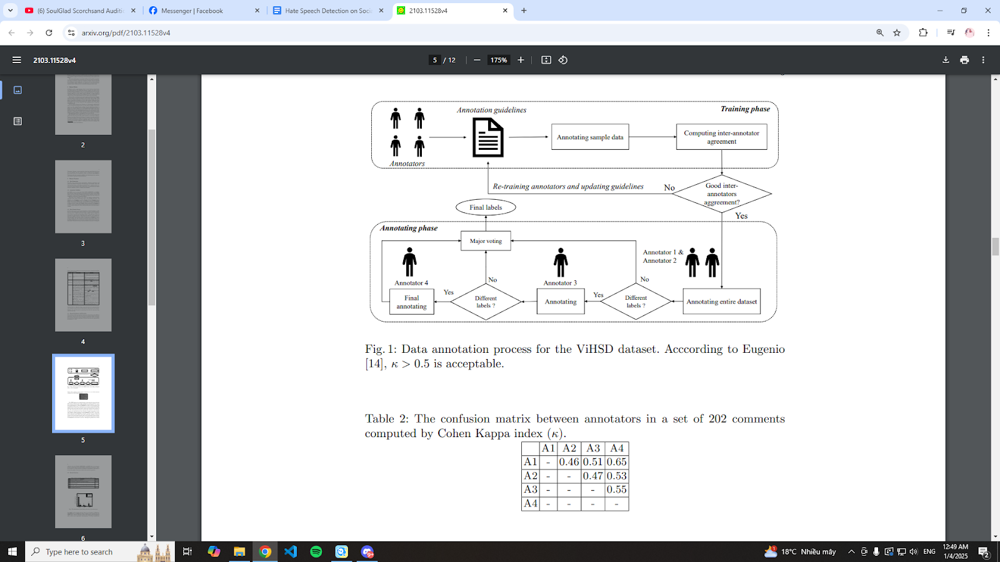 (6) SoulGlad Scorchsand Auditi
Messenger | Facebook
Hate Speech Detection on Soci
2103.11528v4
arxiv.org/pdf/2103.11528v4
2103.11528v4
5 / 12
175%
2
3
4
5
6
Annotation guidelines
Training phase
Annotating sample data
Computing inter-annotator
agreement
Annotators
Re-training annotators and updating guidelines
No
Good inter-
annotators
aggreement?
Yes
Final labels
Annotating phase
Major voting
Annotator 1 &
Annotator 2
No
No
Annotator 4
Annotator 3
Yes
Yes
Final
annotating
Different
labels ?
Annotating
Different
labels ?
Annotating entire dataset
Fig. 1: Data annotation process for the ViHSD dataset. Acccording to Eugenio
[14], κ > 0.5 is acceptable.
Table 2: The confusion matrix between annotators in a set of 202 comments
computed by Cohen Kappa index (κ).
A1 A2 A3 A4
A1 - 0.46 0.51 0.65
A2 - - 0.47 0.53
A3 - - - 0.55
A4 - - - -
Type here to search
9+
1
18°C Nhiều mây
ENG
12:49 AM
1/4/2025
2